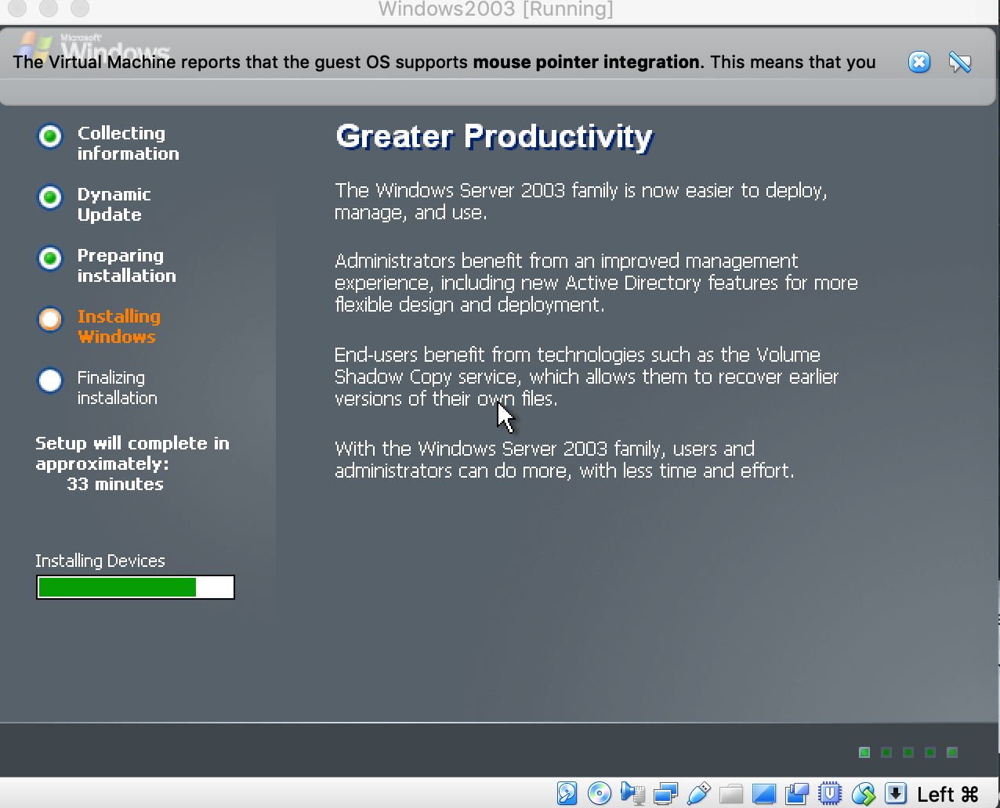 Windows2003 [Running]
Microsoft
Windows
The Virtual Machine reports that the guest OS supports mouse pointer integration. This means that you
Collecting
information
Dynamic
Update
Preparing
installation
Installing
Windows
Finalizing
installation
Setup will complete in
approximately:
33 minutes
Installing Devices
Greater Productivity
The Windows Server 2003 family is now easier to deploy,
manage, and use.
Administrators benefit from an improved management
experience, including new Active Directory features for more
flexible design and deployment.
End-users benefit from technologies such as the Volume
Shadow Copy service, which allows them to recover earlier
versions of their own files.
With the Windows Server 2003 family, users and
administrators can do more, with less time and effort.
Left ⌘